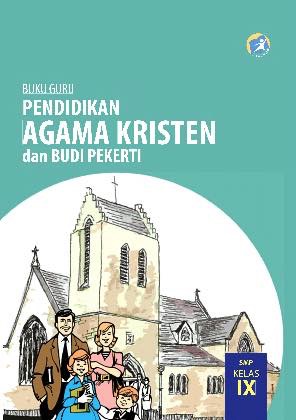 BUKU GURU
PENDIDIKAN
AGAMA KRISTEN
dan BUDI PEKERTI
SMP
KELAS
IX